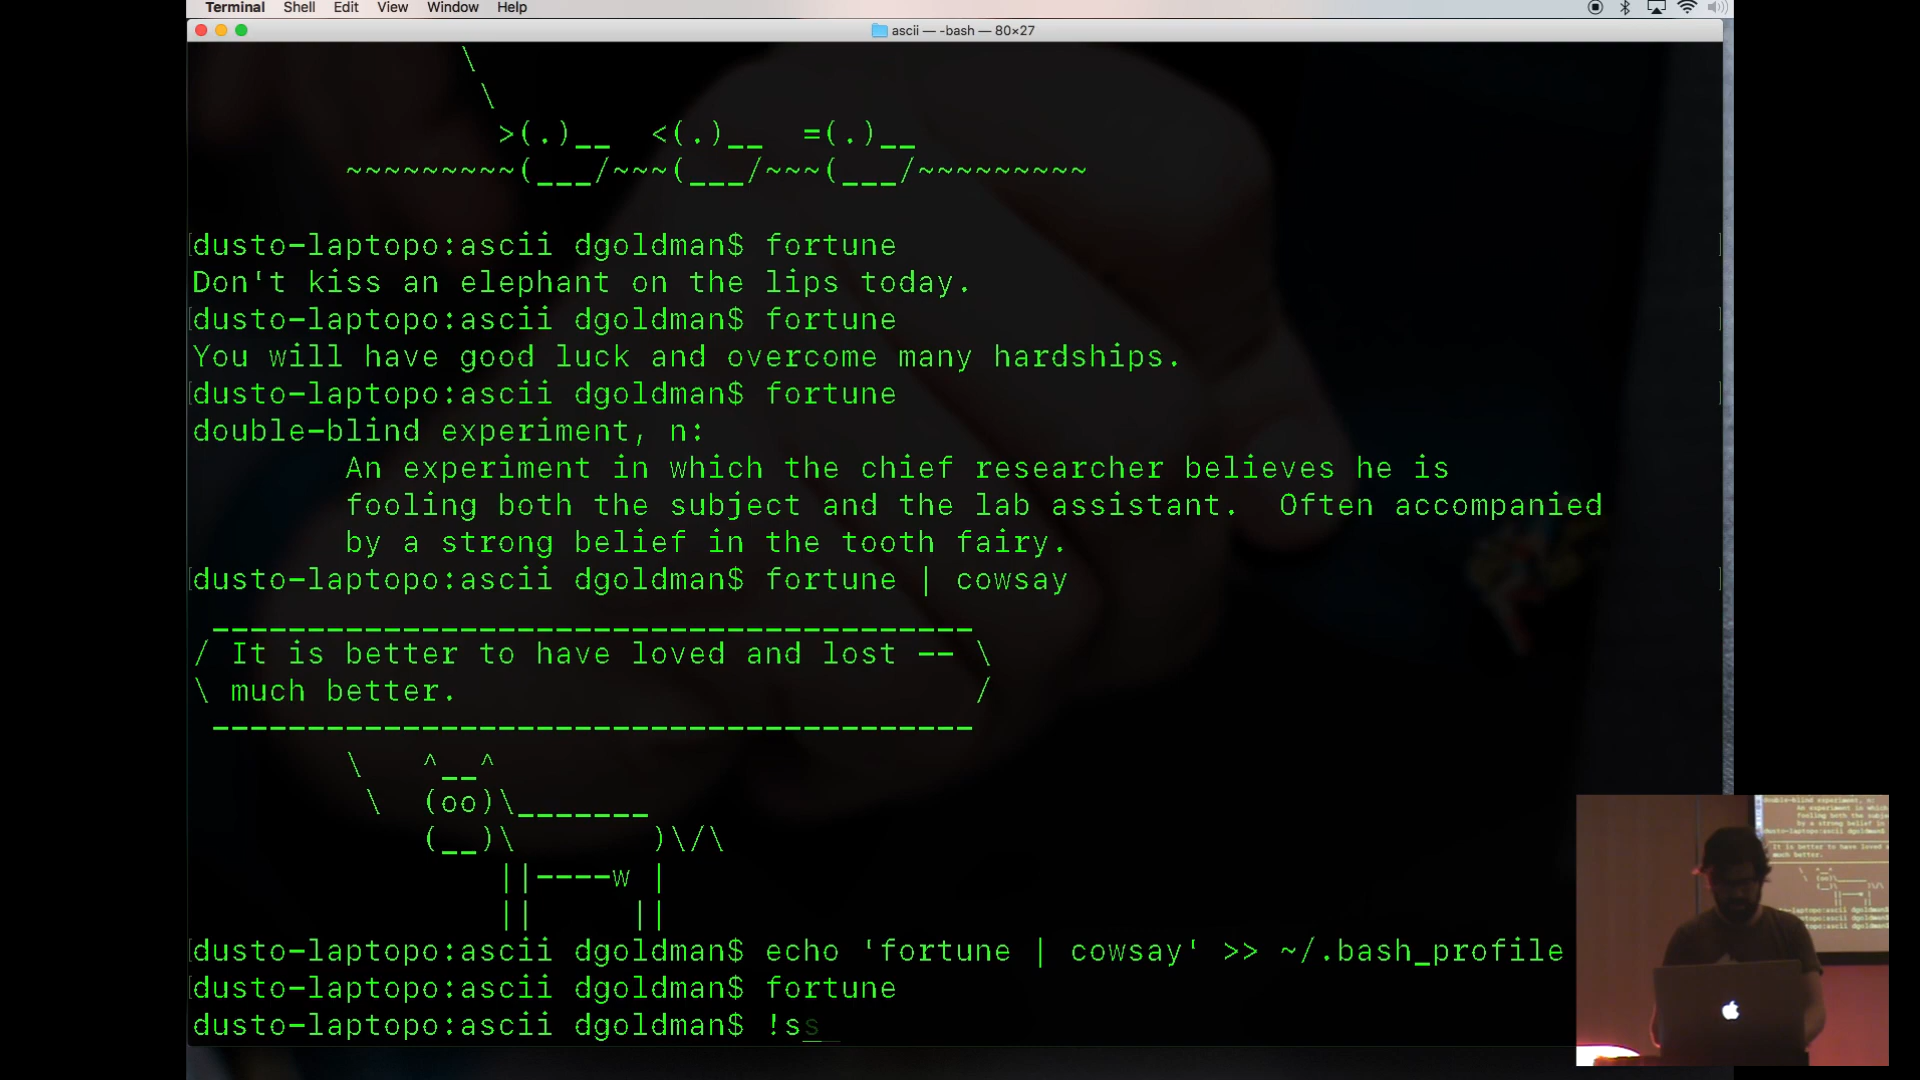 Terminal Shell Edit View Window Help
ascii — -bash — 80×27
\
\
>(.)__ <(.)__ =(.)__
~~~~~~~~~(___/~~~(___/~~~(___/~~~~~~~~~
dusto-laptopo:ascii dgoldman$ fortune
Don't kiss an elephant on the lips today.
dusto-laptopo:ascii dgoldman$ fortune
You will have good luck and overcome many hardships.
dusto-laptopo:ascii dgoldman$ fortune
double-blind experiment, n:
An experiment in which the chief researcher believes he is
fooling both the subject and the lab assistant. Often accompanied
by a strong belief in the tooth fairy.
dusto-laptopo:ascii dgoldman$ fortune | cowsay
________________________________________
/ It is better to have loved and lost -- \
\ much better. /
----------------------------------------
\ ^__^
\ (oo)\_______
(__)\ )\/\
||----w |
|| ||
dusto-laptopo:ascii dgoldman$ echo 'fortune | cowsay' >> ~/.bash_profile
dusto-laptopo:ascii dgoldman$ fortune
dusto-laptopo:ascii dgoldman$ !s